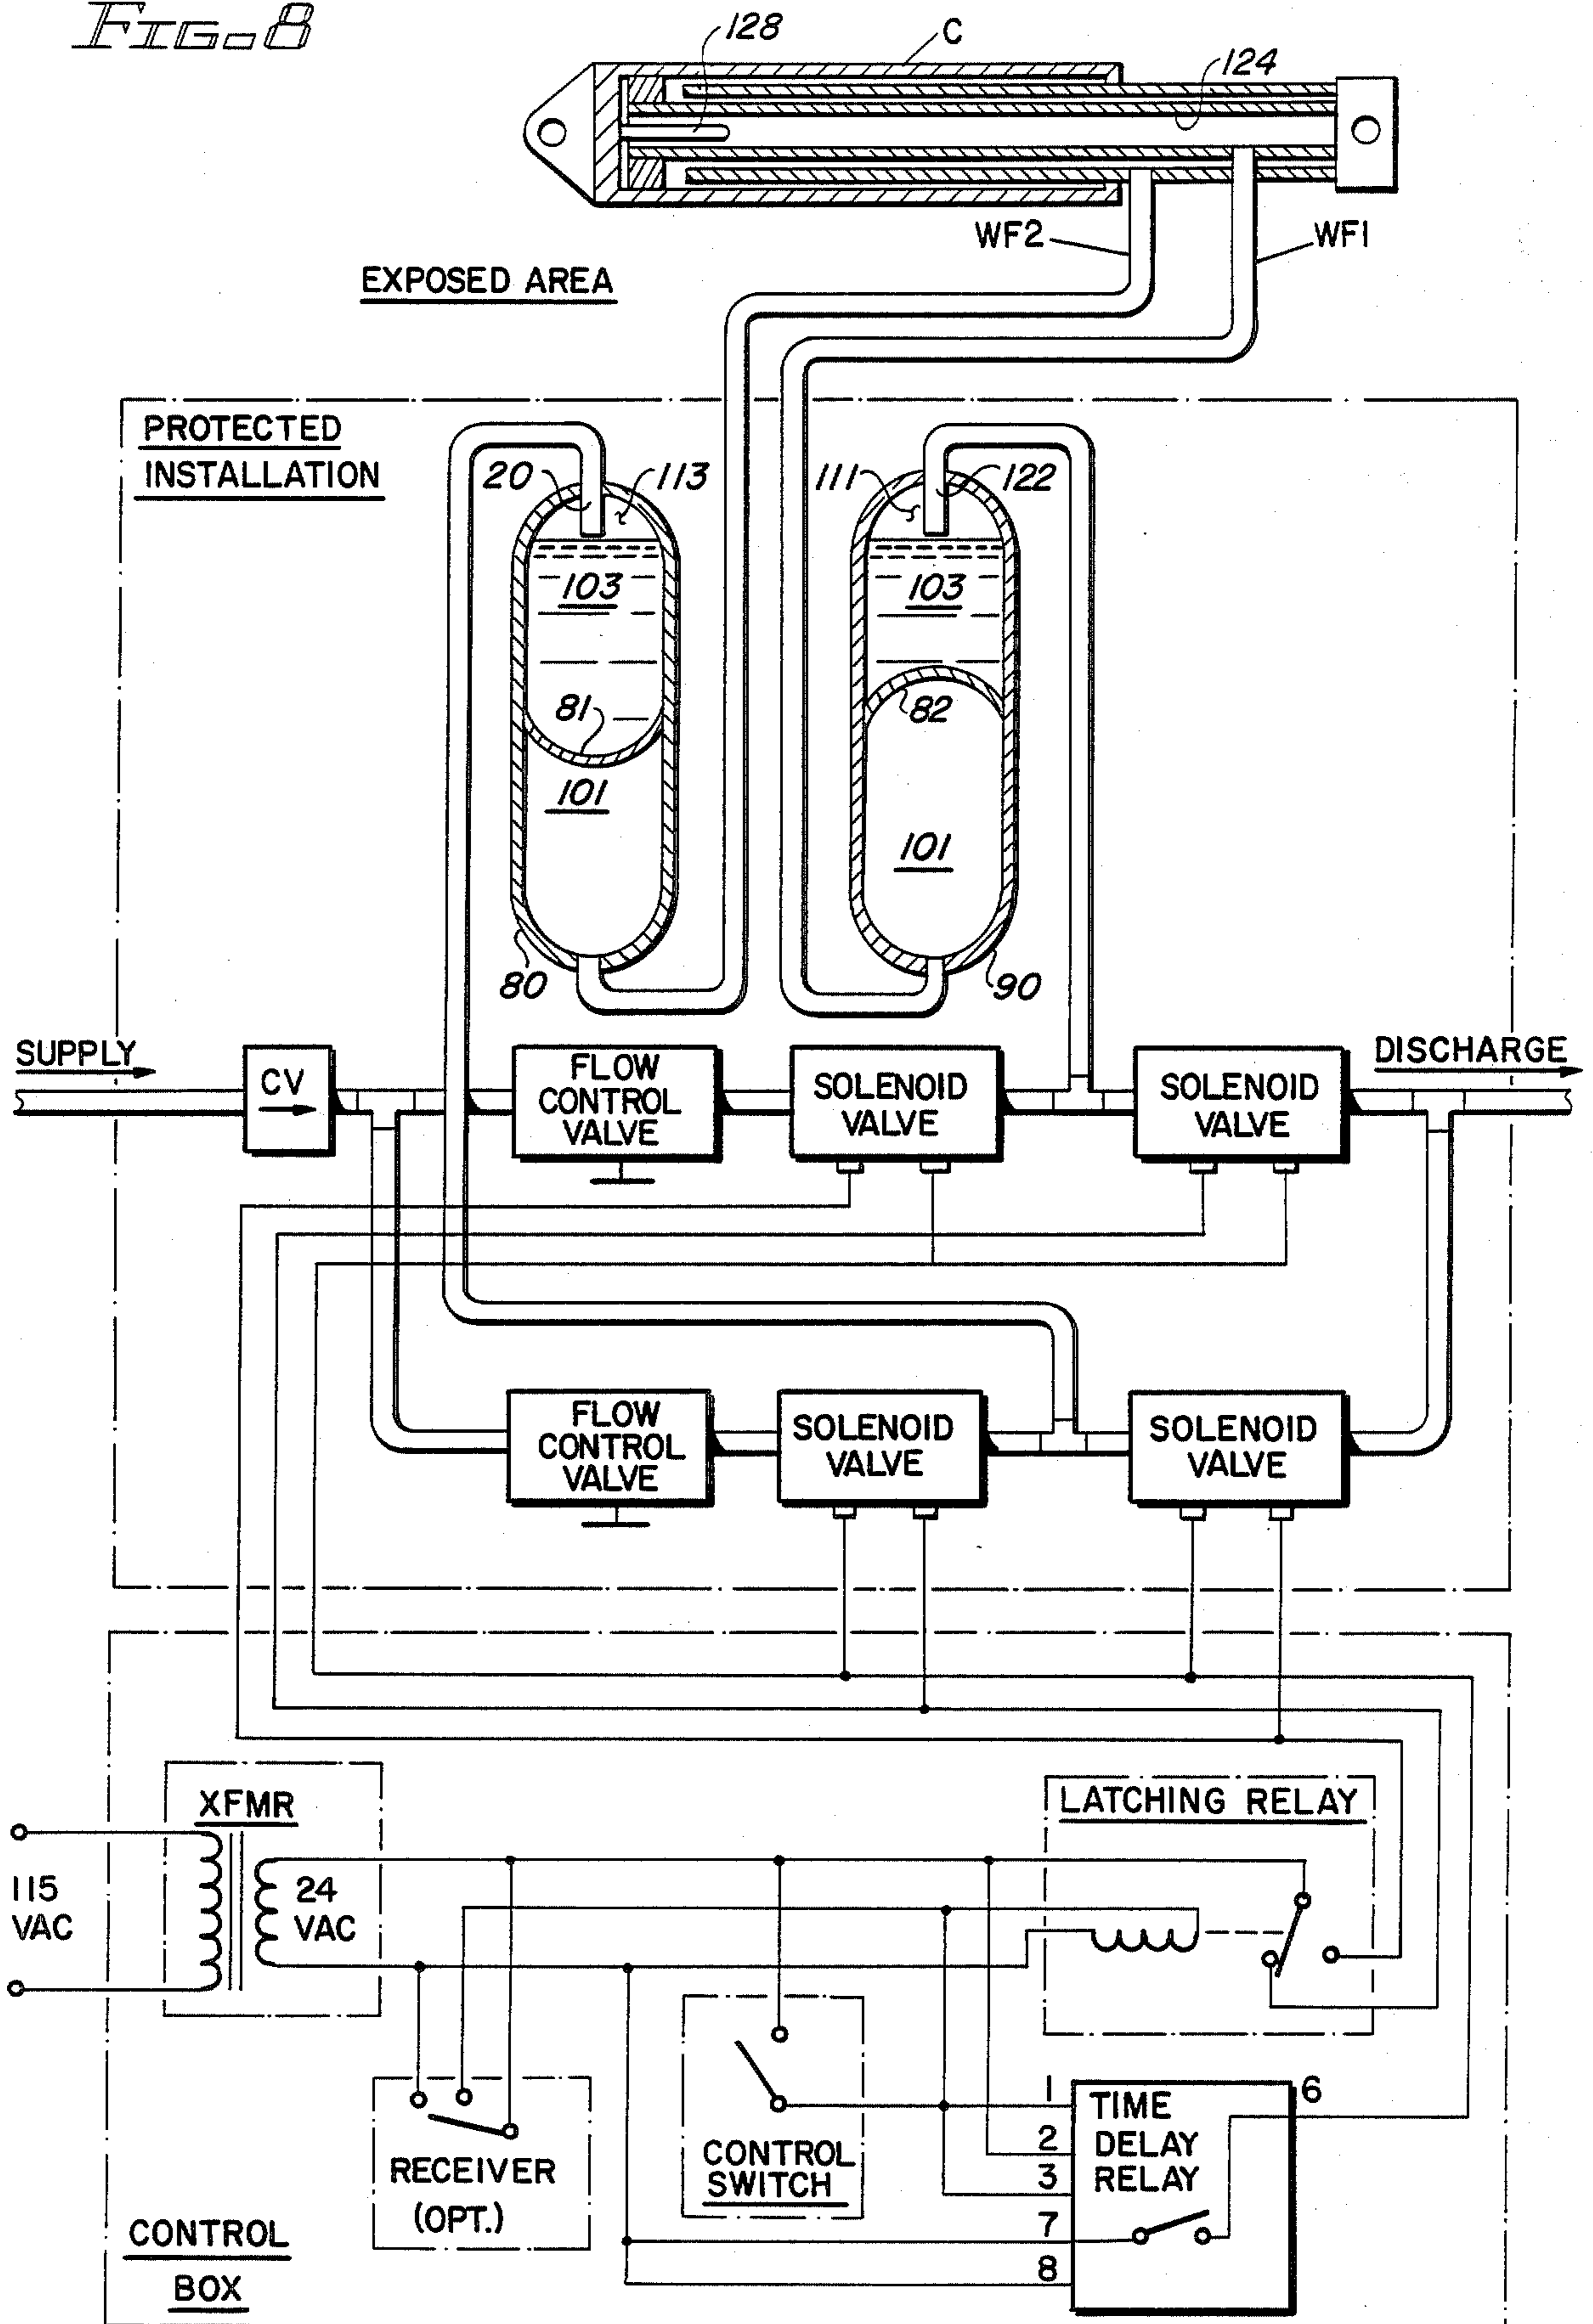 FIG-8
128
C
124
WF2
WF1
EXPOSED AREA
PROTECTED
INSTALLATION
20
113
111
122
103
103
81
82
101
101
80
90
SUPPLY
CV
FLOW
CONTROL
VALVE
SOLENOID
VALVE
SOLENOID
VALVE
DISCHARGE
FLOW
CONTROL
VALVE
SOLENOID
VALVE
SOLENOID
VALVE
XFMR
115
VAC
24
VAC
LATCHING RELAY
RECEIVER
(OPT.)
CONTROL
SWITCH
1
2
3
7
8
TIME
DELAY
RELAY
6
CONTROL
BOX